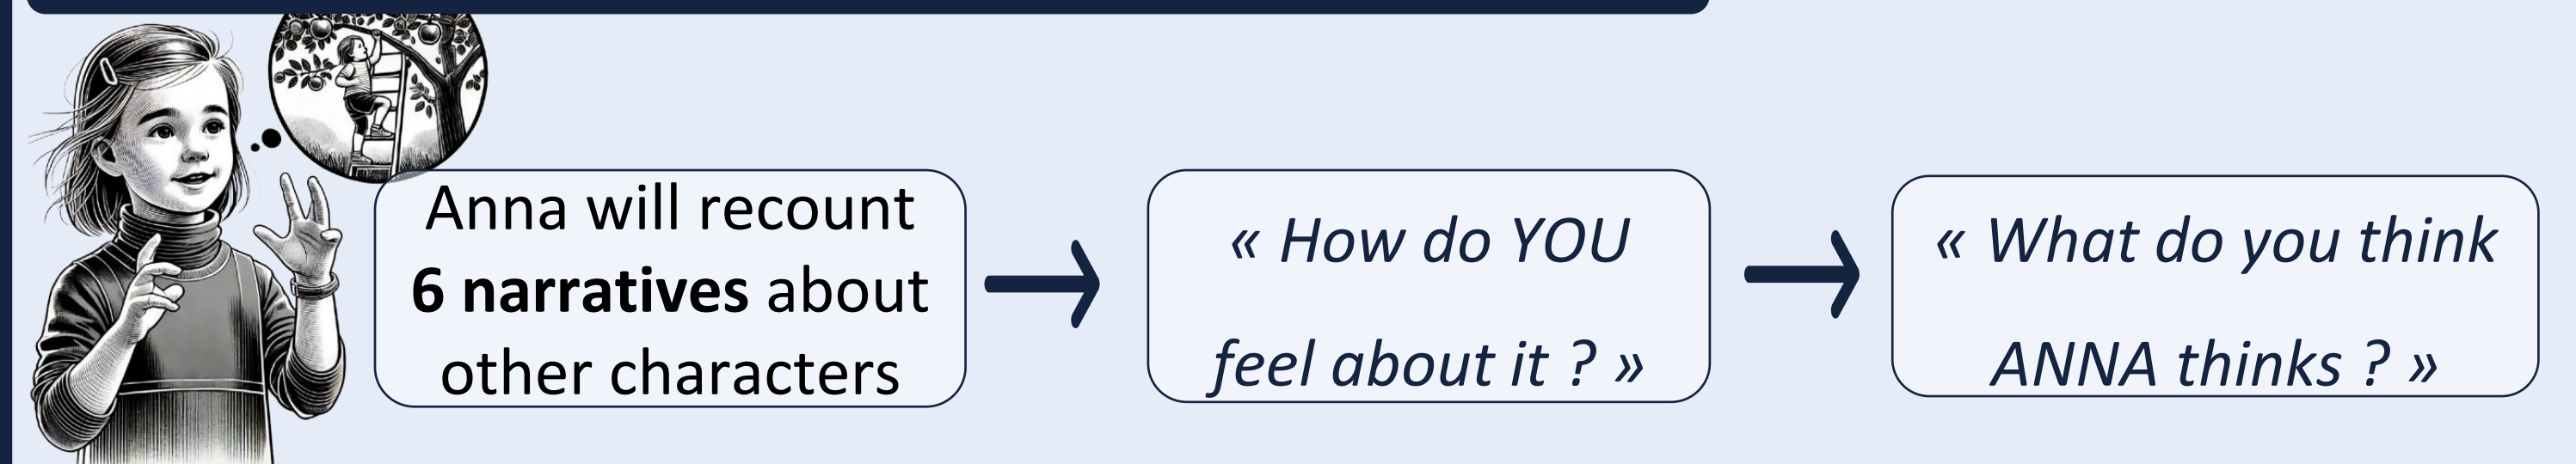 Anna will recount
6 narratives about
other characters
« How do YOU
feel about it ? »
« What do you think
ANNA thinks ? »